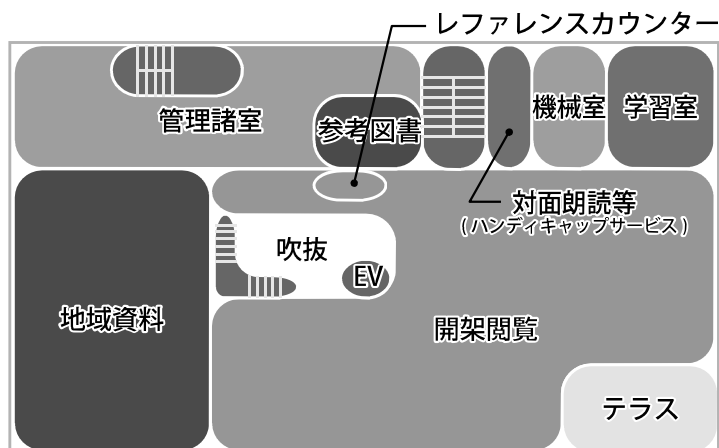 レファレンスカウンター
管理諸室
参考図書
機械室
学習室
対面朗読等
(ハンディキャップサービス)
吹抜
EV
地域資料
開架閲覧
テラス